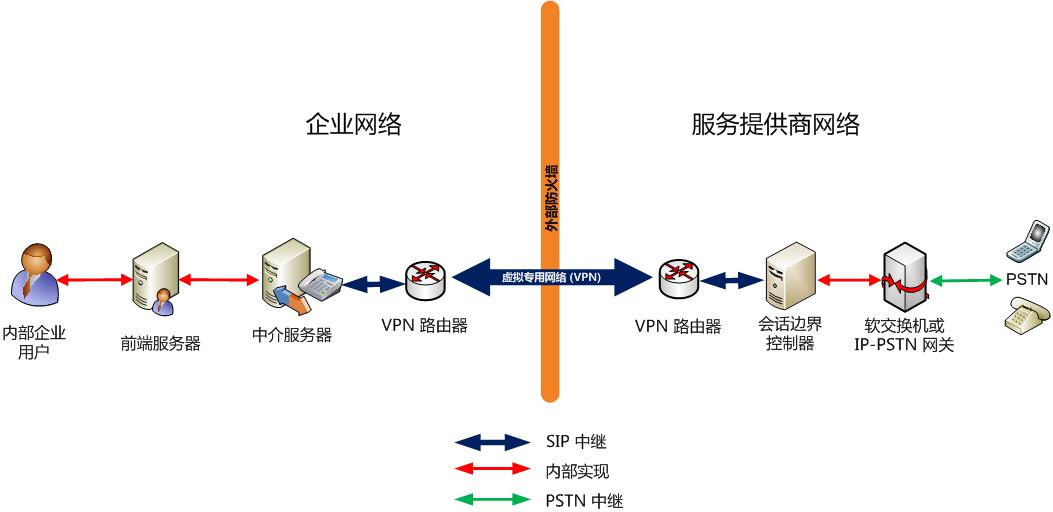 企业网络
服务提供商网络
外部防火墙
虚拟专用网络 (VPN)
内部企业
用户
前端服务器
中介服务器
VPN 路由器
VPN 路由器
会话边界
控制器
软交换机或
IP-PSTN 网关
PSTN
SIP 中继
内部实现
PSTN 中继